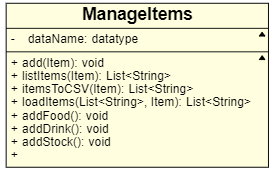 ManageItems
- dataName: datatype
+ add(Item): void
+ listItems(Item): List<String>
+ itemsToCSV(Item): List<String>
+ loadItems(List<String>, Item): List<String>
+ addFood(): void
+ addDrink(): void
+ addStock(): void
+